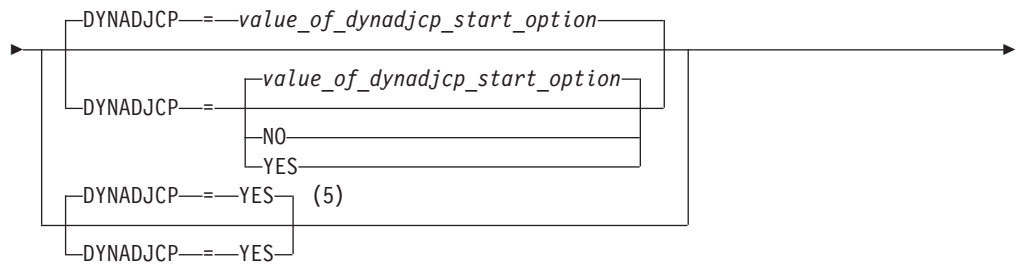 DYNADJCP = value_of_dynadjcp_start_option
value_of_dynadjcp_start_option
DYNADJCP =
NO
YES
DYNADJCP = YES (5)
DYNADJCP = YES